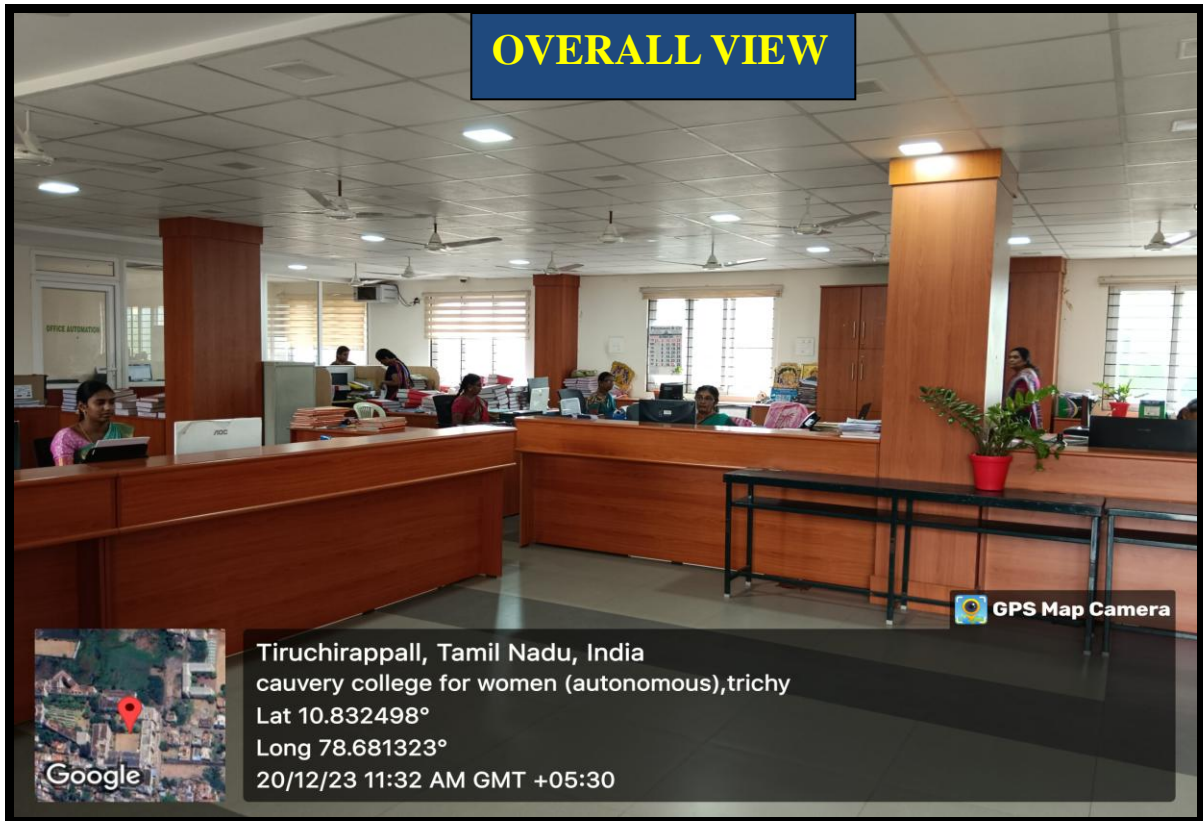 OVERALL VIEW
OFFICE AUTOMATION
AOC
GPS Map Camera
Tiruchirappall, Tamil Nadu, India
cauvery college for women (autonomous),trichy
Lat 10.832498°
Long 78.681323°
20/12/23 11:32 AM GMT +05:30
Google